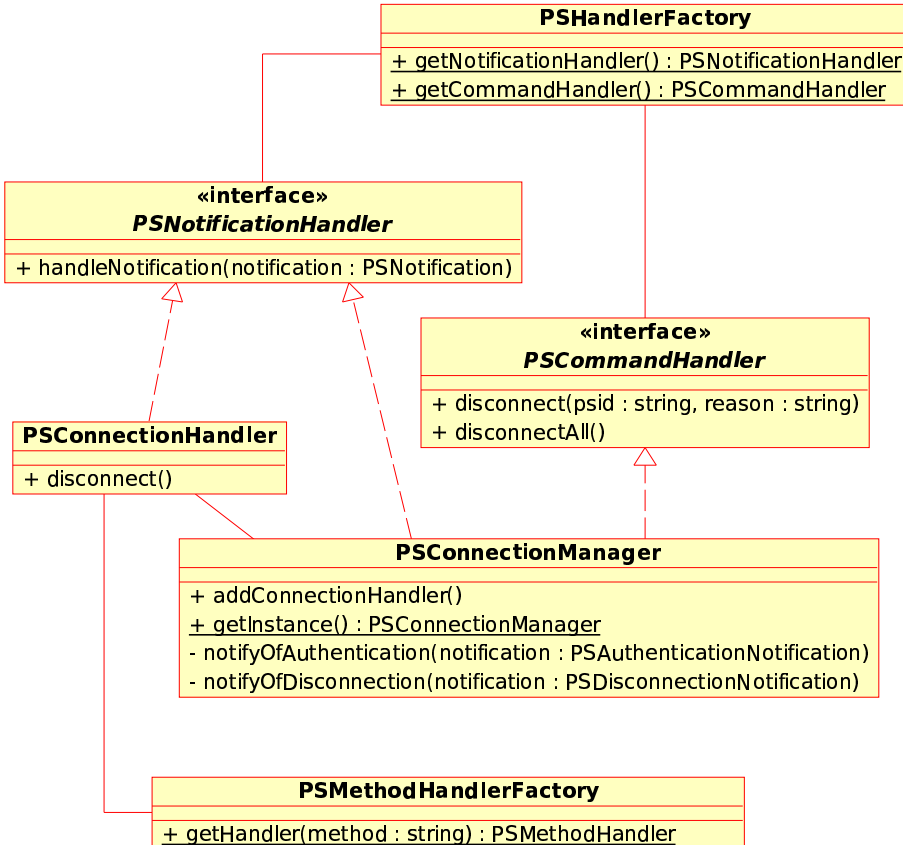 PSHandlerFactory
+ getNotificationHandler() : PSNotificationHandler
+ getCommandHandler() : PSCommandHandler
«interface»
PSNotificationHandler
+ handleNotification(notification : PSNotification)
«interface»
PSCommandHandler
+ disconnect(psid : string, reason : string)
+ disconnectAll()
PSConnectionHandler
+ disconnect()
PSConnectionManager
+ addConnectionHandler()
+ getInstance() : PSConnectionManager
- notifyOfAuthentication(notification : PSAuthenticationNotification)
- notifyOfDisconnection(notification : PSDisconnectionNotification)
PSMethodHandlerFactory
+ getHandler(method : string) : PSMethodHandler